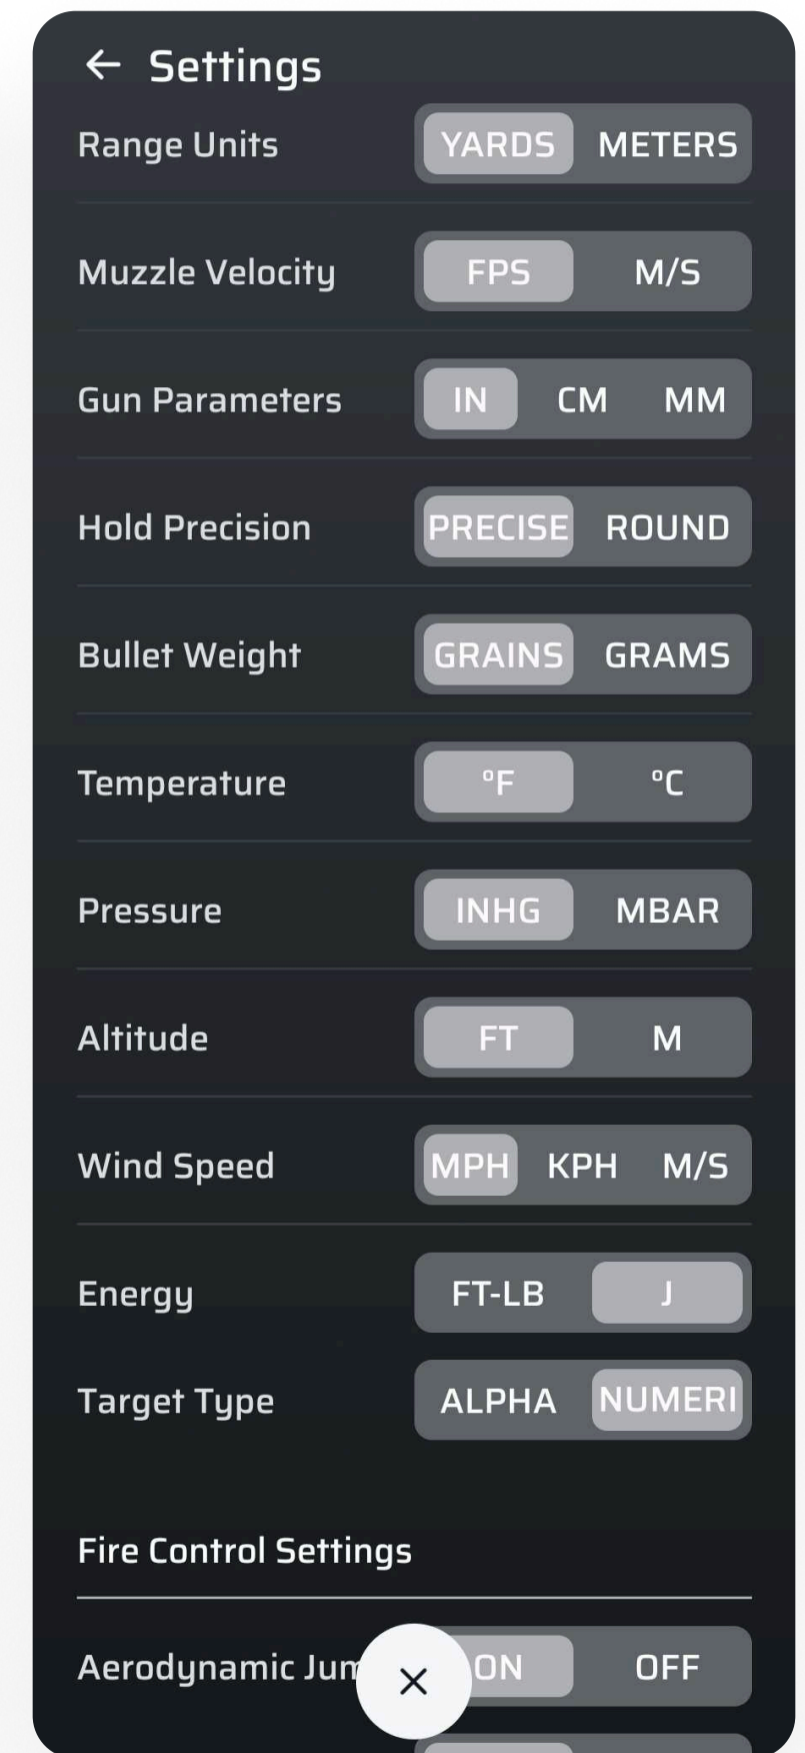 ← Settings
Range Units YARDS METERS
Muzzle Velocity FPS M/S
Gun Parameters IN CM MM
Hold Precision PRECISE ROUND
Bullet Weight GRAINS GRAMS
Temperature °F °C
Pressure INHG MBAR
Altitude FT M
Wind Speed MPH KPH M/S
Energy FT-LB J
Target Type ALPHA NUMERI
Fire Control Settings
Aerodynamic ON OFF